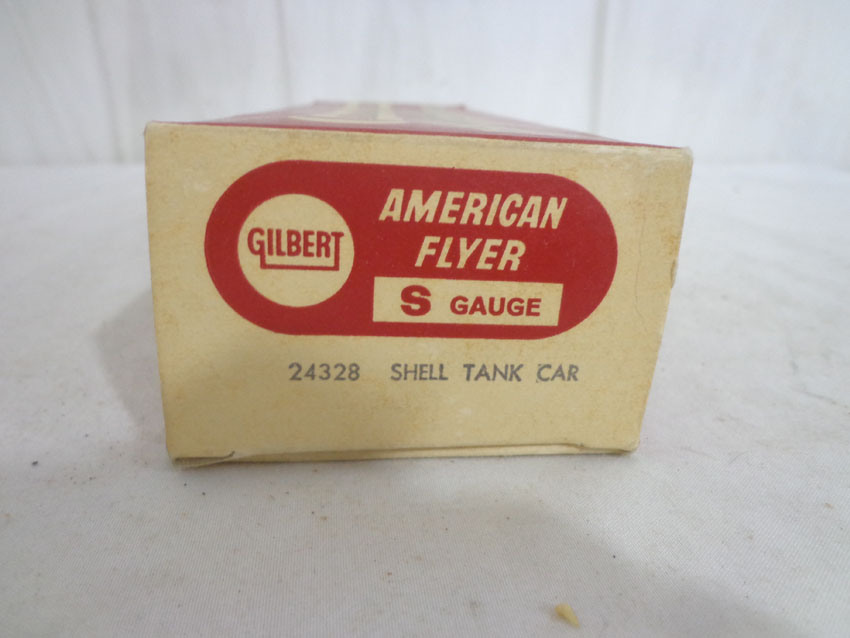 GILBERT
AMERICAN
FLYER
S GAUGE
24328 SHELL TANK CAR